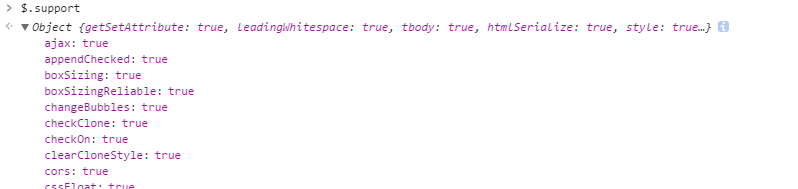 > $.support
Object {getSetAttribute: true, leadingWhitespace: true, tbody: true, htmlSerialize: true, style: true…} i
ajax: true
appendChecked: true
boxSizing: true
boxSizingReliable: true
changeBubbles: true
checkClone: true
checkOn: true
clearCloneStyle: true
cors: true
cssFloat: true